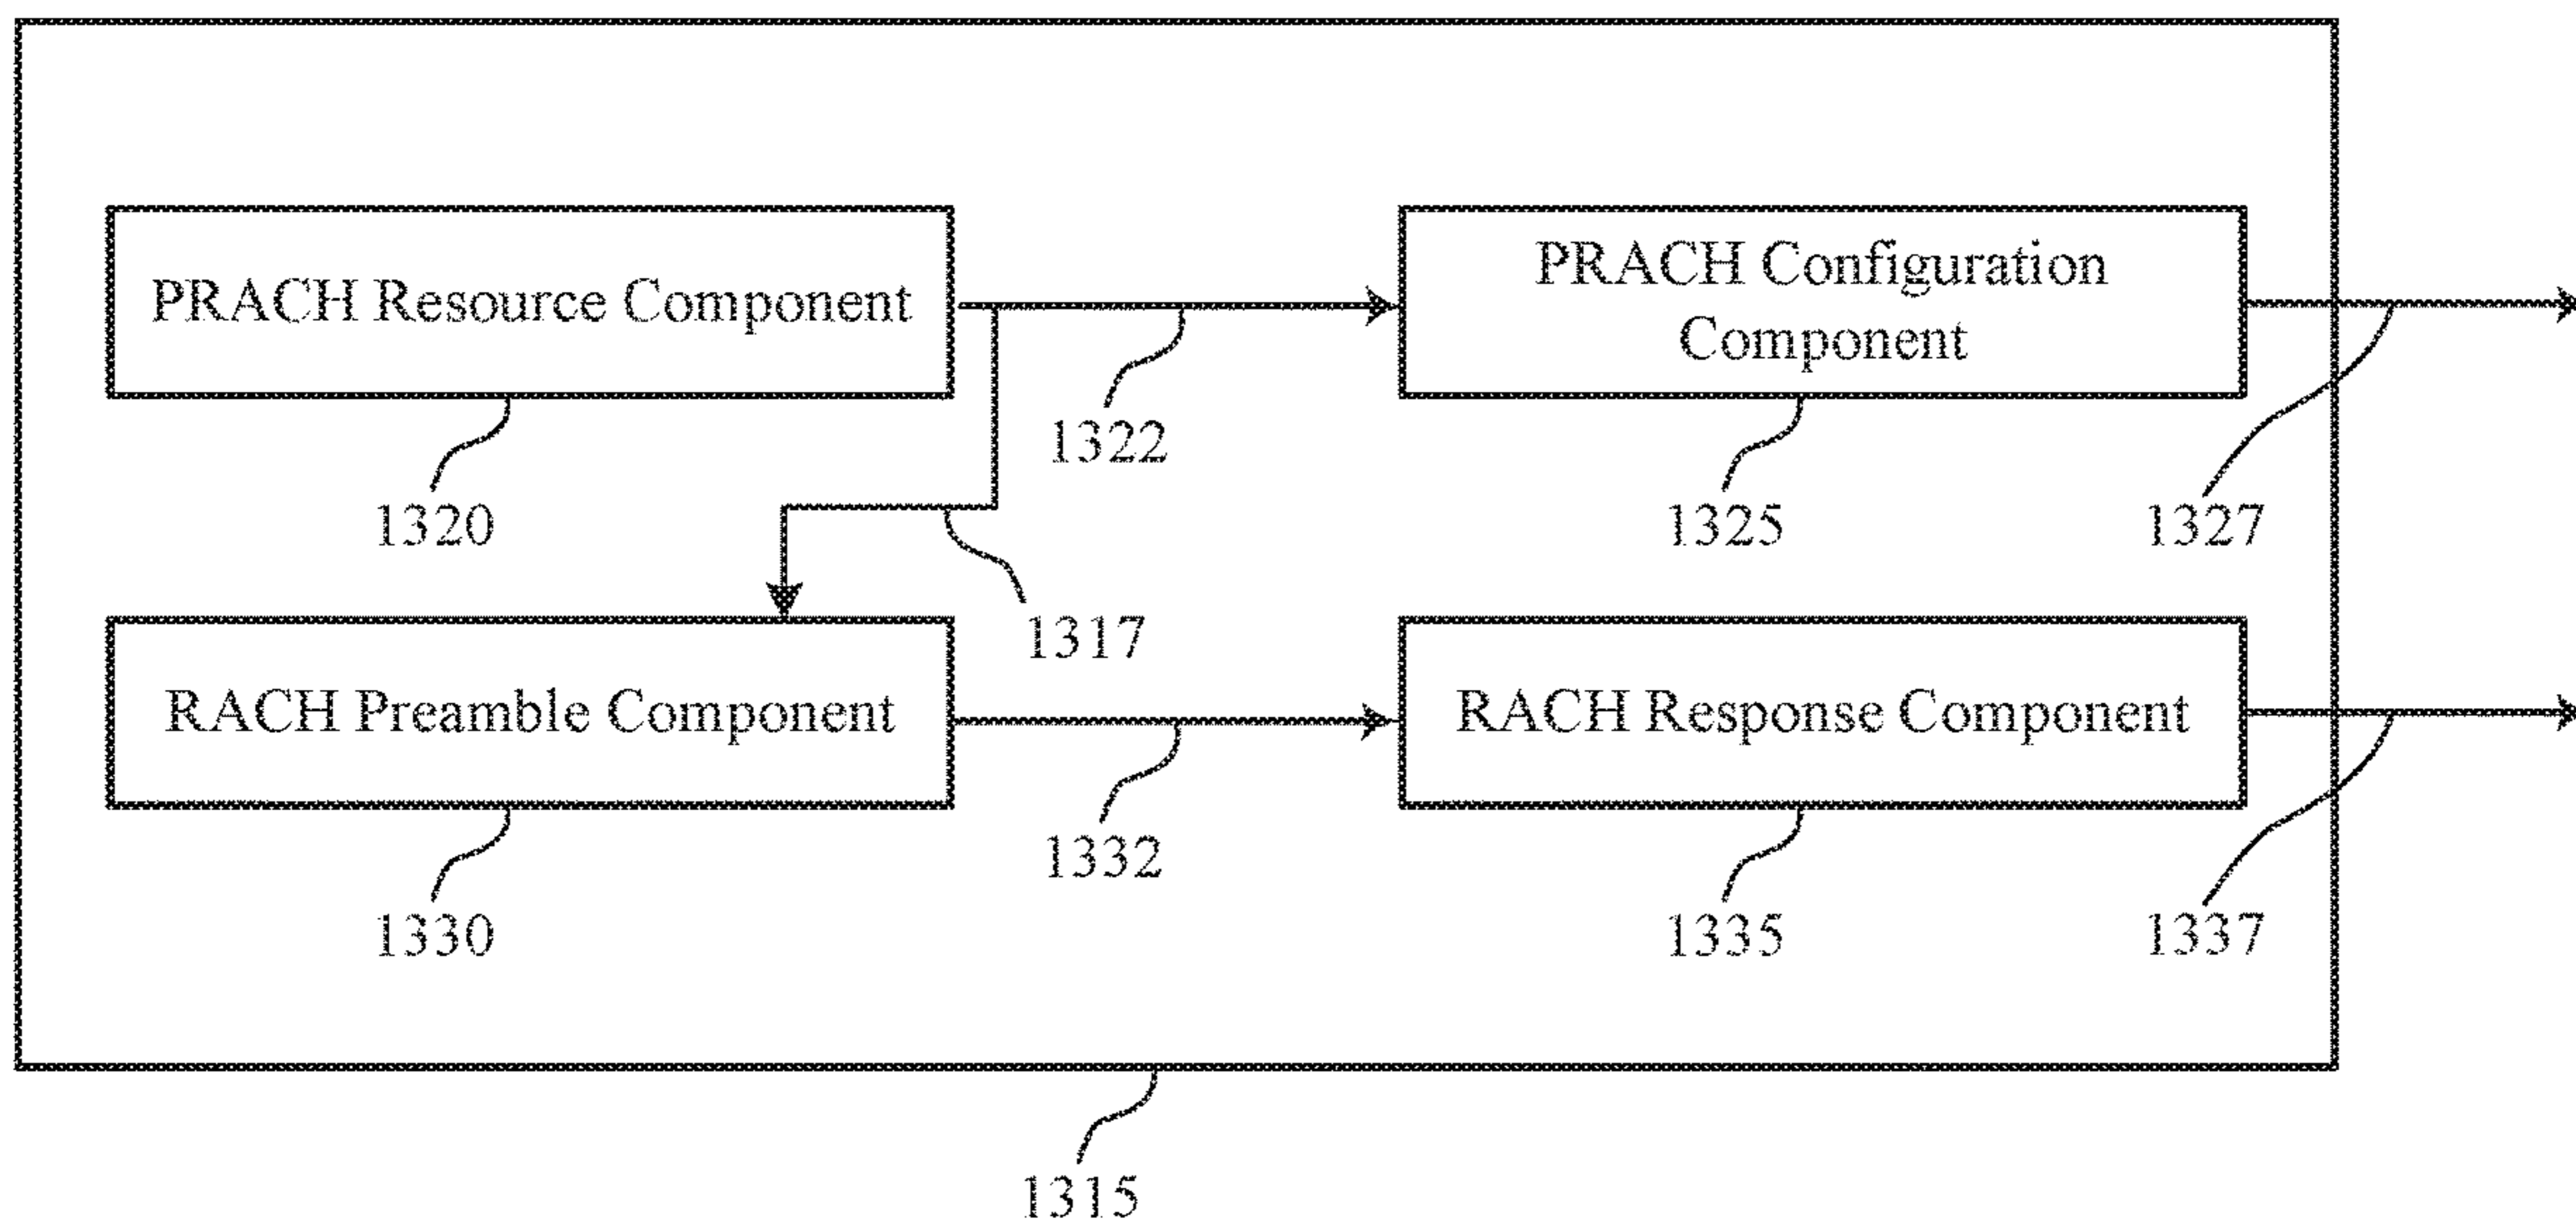 PRACH Resource Component
PRACH Configuration
Component
1322
1320
1325
1327
1317
RACH Preamble Component
RACH Response Component
1332
1330
1335
1337
1315